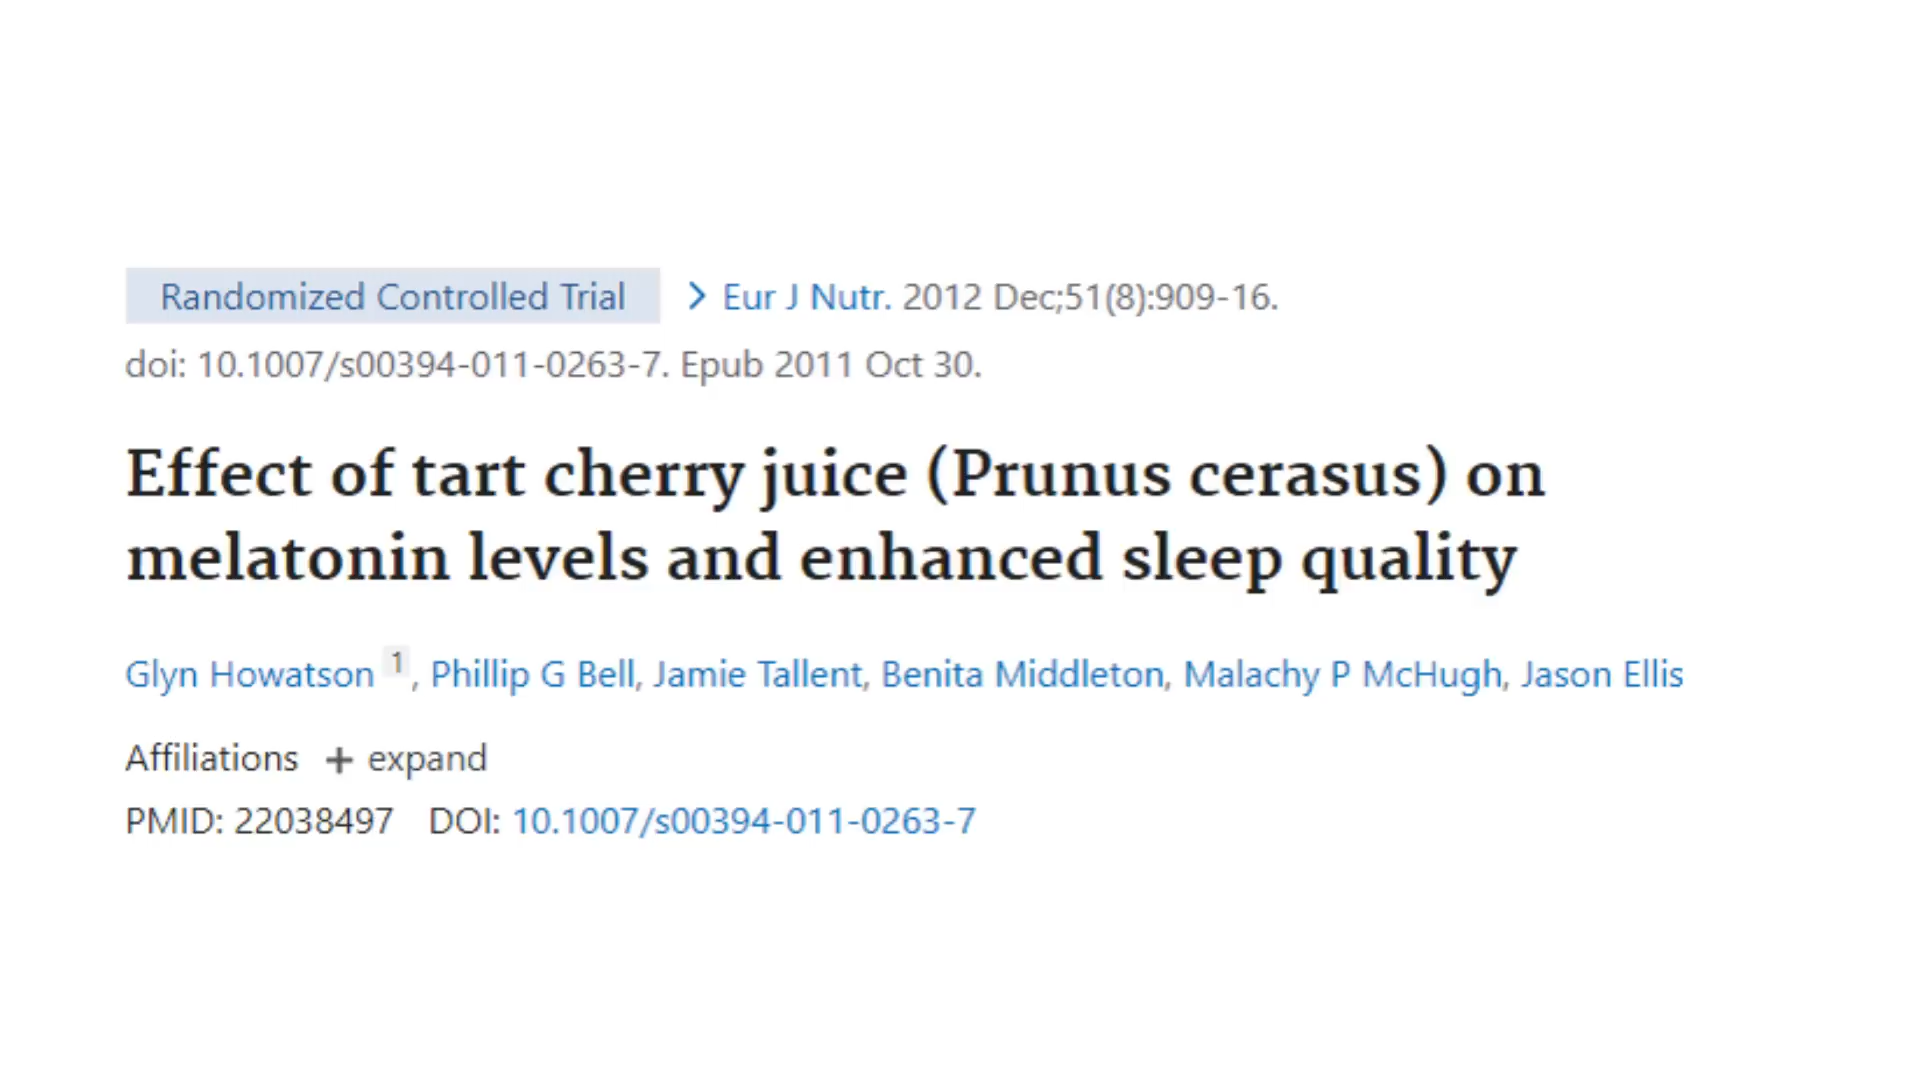 Randomized Controlled Trial > Eur J Nutr. 2012 Dec;51(8):909-16.
doi: 10.1007/s00394-011-0263-7. Epub 2011 Oct 30.
Effect of tart cherry juice (Prunus cerasus) on
melatonin levels and enhanced sleep quality
Glyn Howatson 1, Phillip G Bell, Jamie Tallent, Benita Middleton, Malachy P McHugh, Jason Ellis
Affiliations + expand
PMID: 22038497 DOI: 10.1007/s00394-011-0263-7